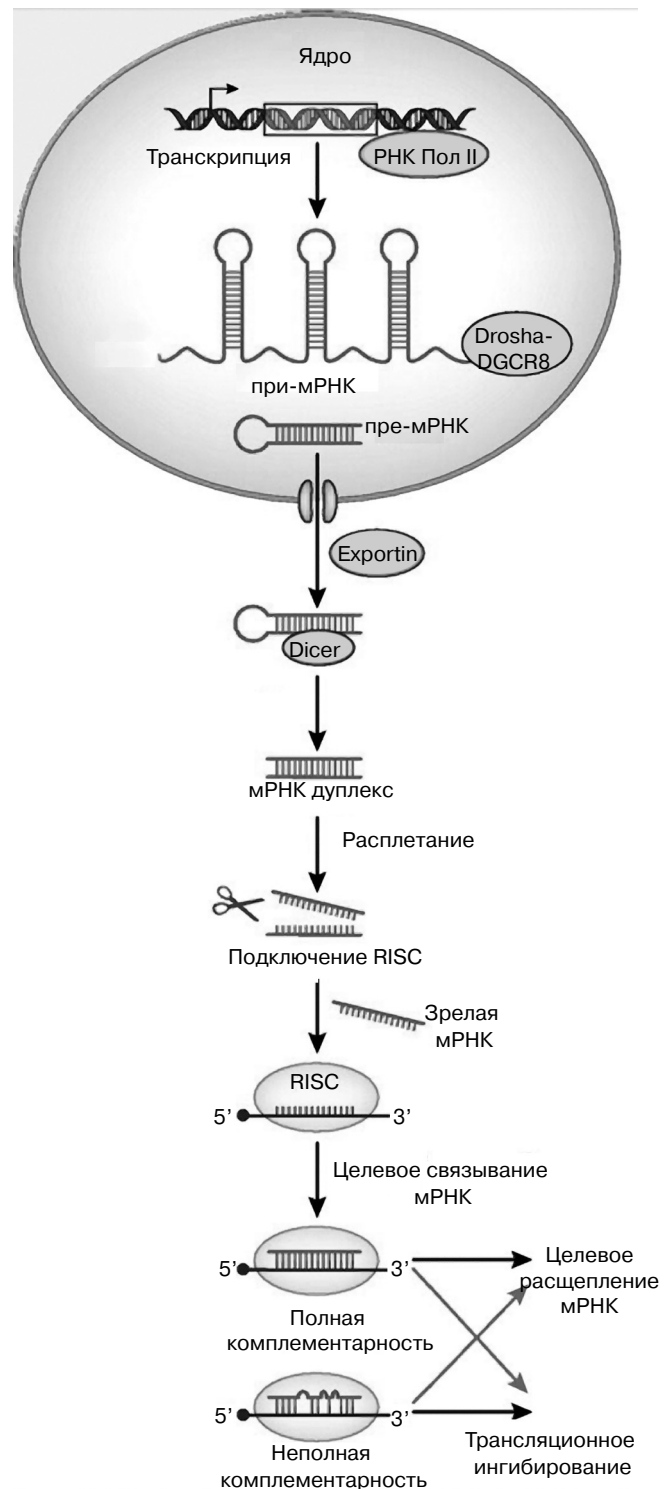 Ядро
Транскрипция
РНК Пол II
Drosha-
DGCR8
при-мРНК
пре-мРНК
Exportin
Dicer
мРНК дуплекс
Расплетание
Подключение RISC
Зрелая
мРНК
RISC
5’
3’
Целевое связывание
мРНК
5’
3’
Целевое
расщепление
мРНК
Полная
комплементарность
5’
3’
Трансляционное
ингибирование
Неполная
комплементарность